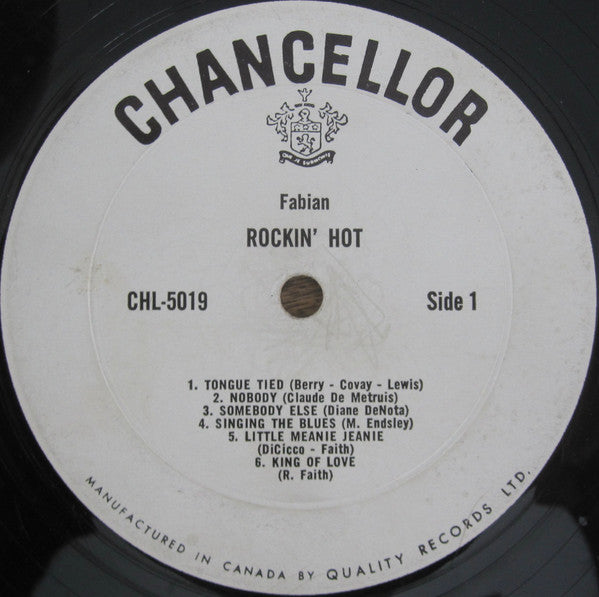 CHANCELLOR
Fabian
ROCKIN' HOT
CHL-5019
Side 1
1. TONGUE TIED (Berry - Covay - Lewis)
2. NOBODY (Claude De Metruis)
3. SOMEBODY ELSE (Diane DeNota)
4. SINGING THE BLUES (M. Endsley)
5. LITTLE MEANIE JEANIE
(DiCicco - Faith)
6. KING OF LOVE
(R. Faith)
MANUFACTURED IN CANADA BY QUALITY RECORDS LTD.